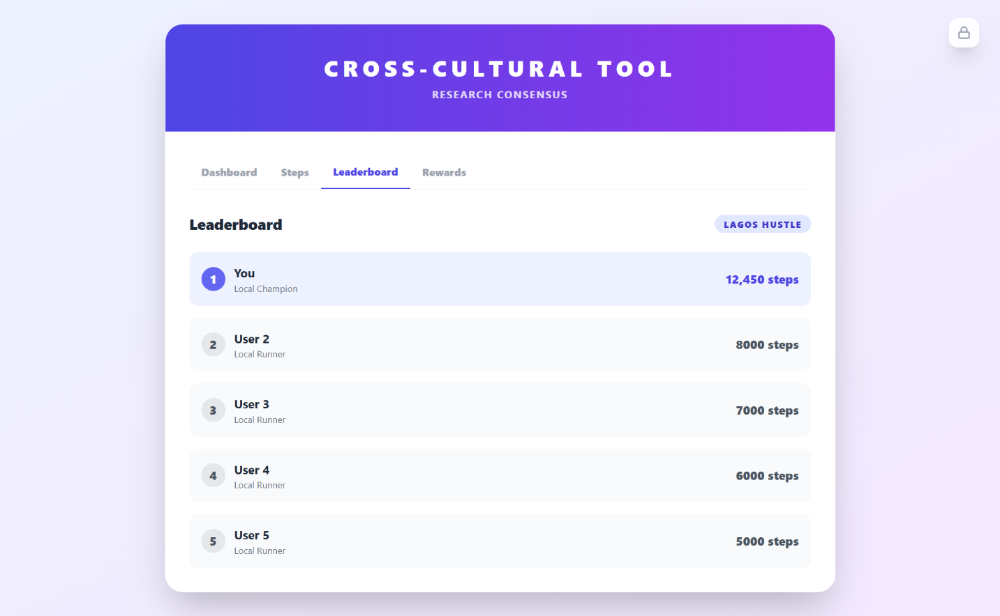 CROSS-CULTURAL TOOL
RESEARCH CONSENSUS
Dashboard Steps Leaderboard Rewards
Leaderboard LAGOS HUSTLE
1 You 12,450 steps
Local Champion
2 User 2 8000 steps
Local Runner
3 User 3 7000 steps
Local Runner
4 User 4 6000 steps
Local Runner
5 User 5 5000 steps
Local Runner